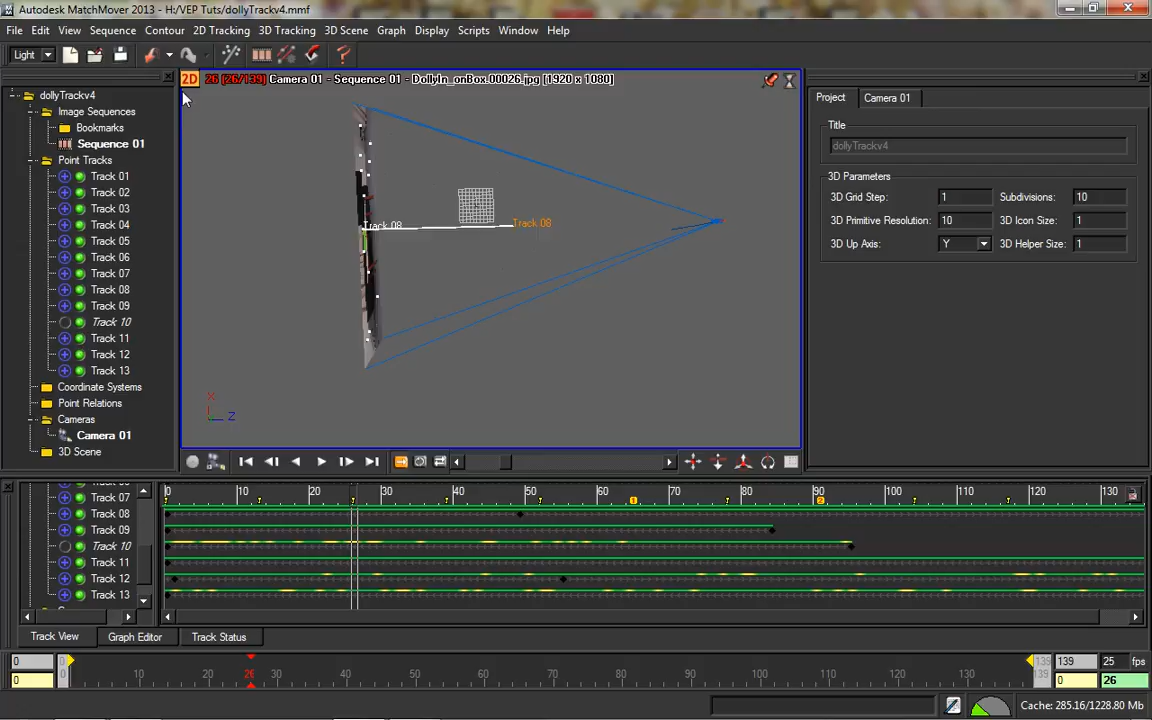 Autodesk MatchMover 2013 - H:/VEP Tuts/dollyTrackv4.mmf
File Edit View Sequence Contour 2D Tracking 3D Tracking 3D Scene Graph Display Scripts Window Help
Light
2D 26 (26/139) Camera 01 - Sequence 01 - DollyIn_onBox.00026.jpg [1920 x 1080]
dollyTrackv4
Image Sequences
Bookmarks
Sequence 01
Point Tracks
Track 01
Track 02
Track 03
Track 04
Track 05
Track 06
Track 07
Track 08
Track 09
Track 10
Track 11
Track 12
Track 13
Coordinate Systems
Point Relations
Cameras
Camera 01
3D Scene
Track 08 Track 08
X
Z
Project Camera 01
Title
dollyTrackv4
3D Parameters
3D Grid Step: 1 Subdivisions: 10
3D Primitive Resolution: 10 3D Icon Size: 1
3D Up Axis: Y 3D Helper Size: 1
0 10 20 30 40 50 60 70 80 90 100 110 120 130
1 2
Track 07
Track 08
Track 09
Track 10
Track 11
Track 12
Track 13
Track View Graph Editor Track Status
0 0 139 139 25 fps
0 0 10 20 26 30 40 50 60 70 80 90 100 110 120 130 139 0 26
Cache: 285.16/1228.80 Mb